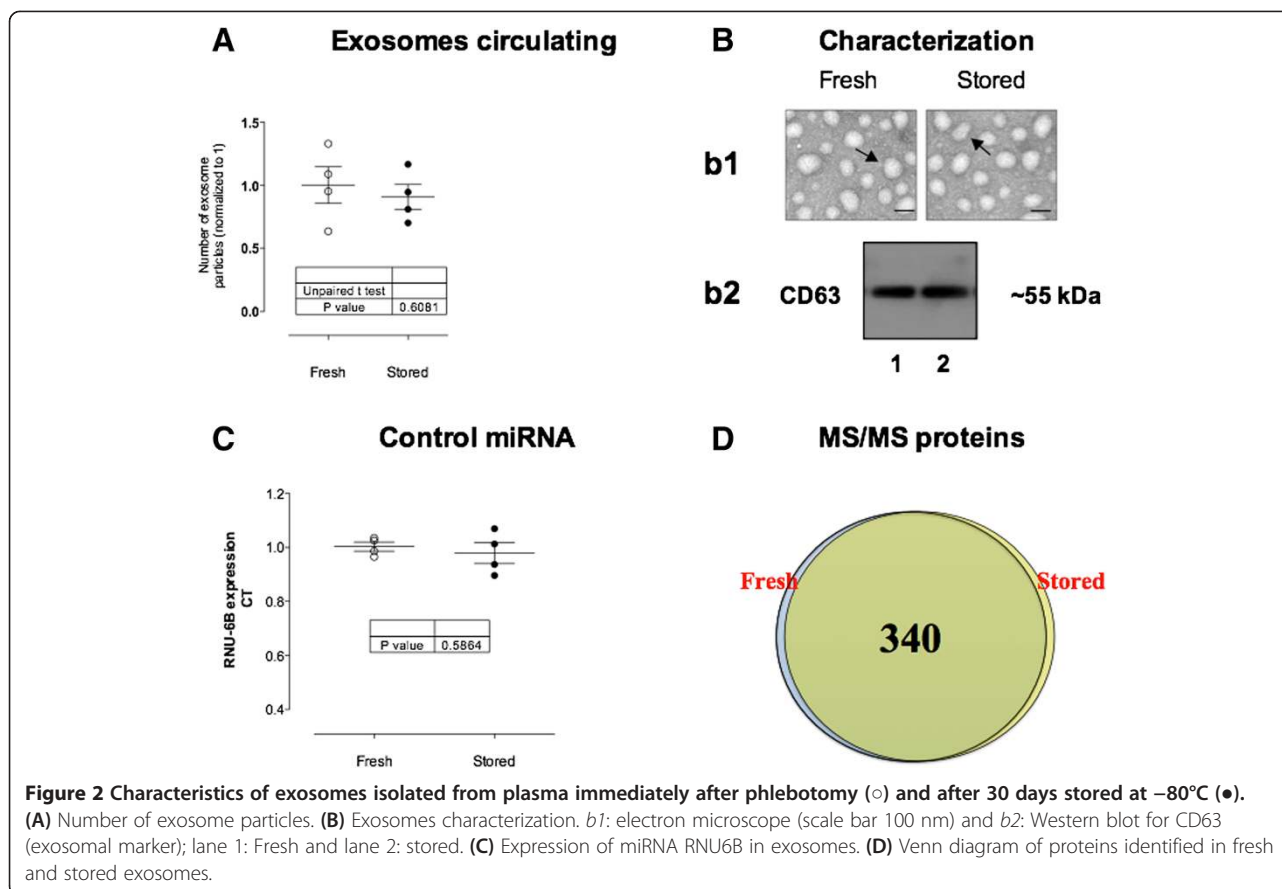 A Exosomes circulating
Number of exosome
particles (normalized to 1)
1.5
1.0
0.5
0.0
Unpaired t test
P value 0.6081
Fresh Stored
B Characterization
Fresh Stored
b1
b2 CD63 ~55 kDa
1 2
C Control miRNA
RNU-6B expression
CT
1.2
1.0
0.8
0.6
0.4
P value 0.5864
Fresh Stored
D MS/MS proteins
Fresh Stored
340
Figure 2 Characteristics of exosomes isolated from plasma immediately after phlebotomy (○) and after 30 days stored at −80°C (●).
(A) Number of exosome particles. (B) Exosomes characterization. b1: electron microscope (scale bar 100 nm) and b2: Western blot for CD63
(exosomal marker); lane 1: Fresh and lane 2: stored. (C) Expression of miRNA RNU6B in exosomes. (D) Venn diagram of proteins identified in fresh
and stored exosomes.